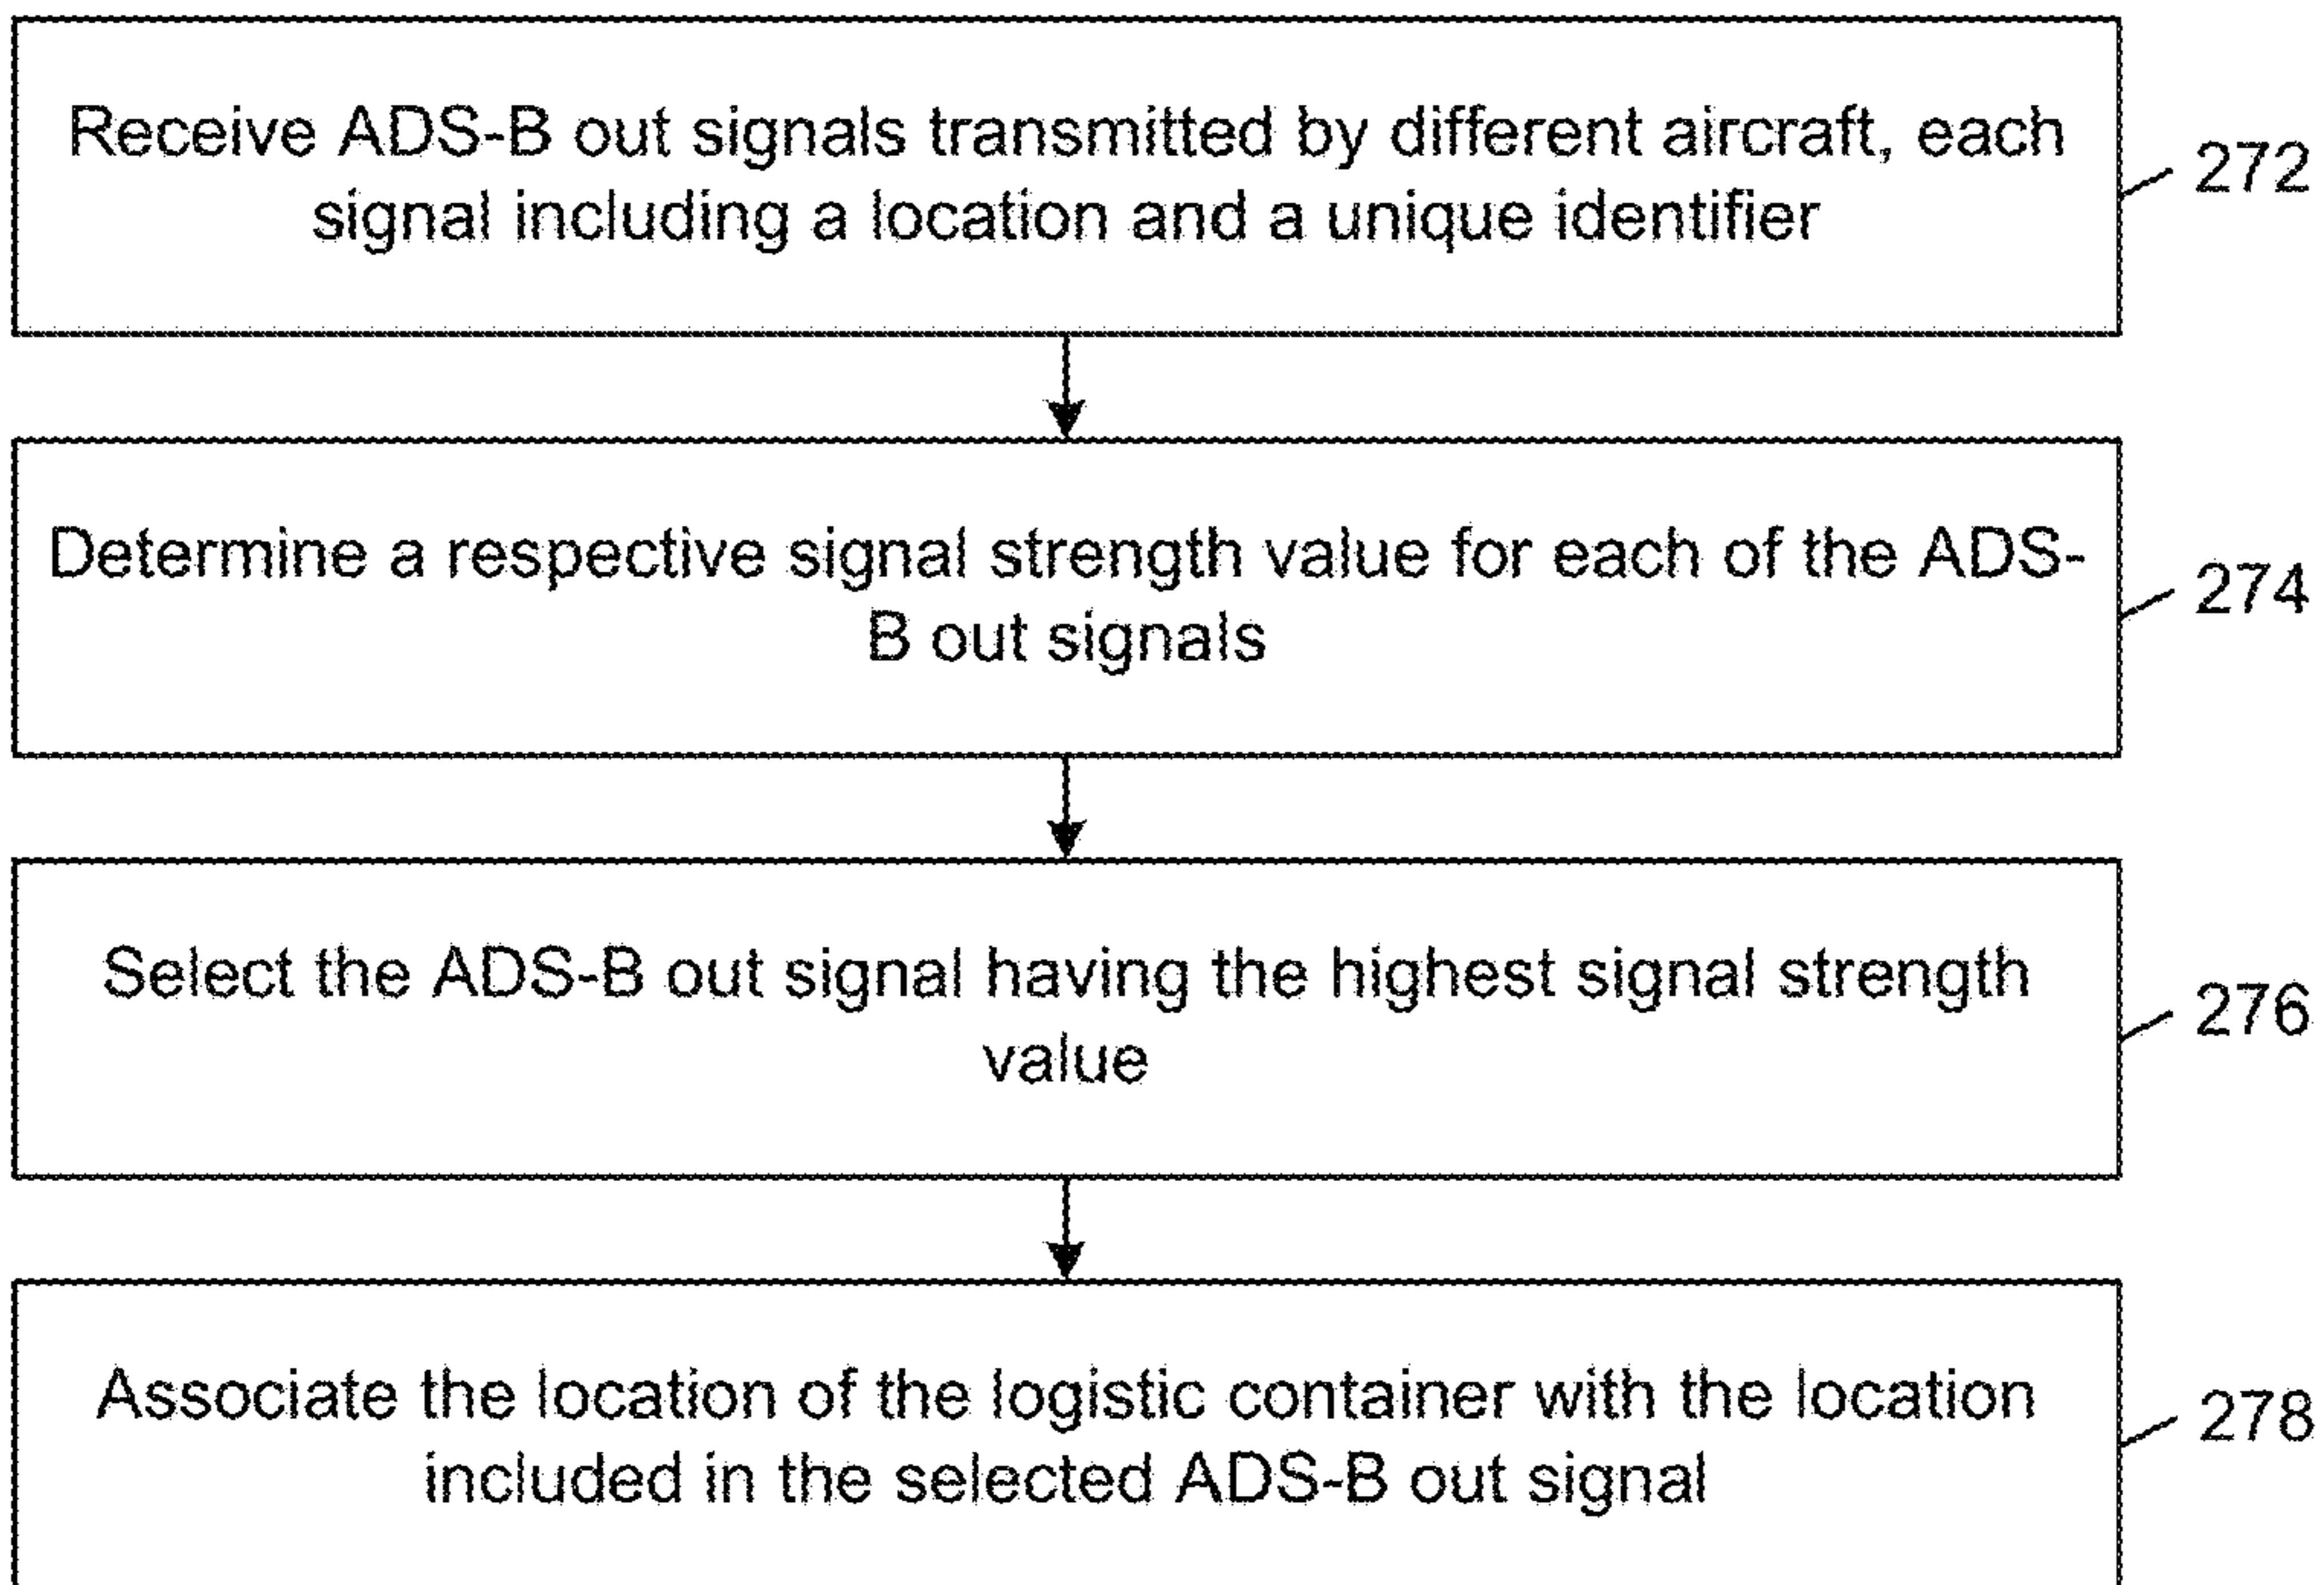 Receive ADS-B out signals transmitted by different aircraft, each
signal including a location and a unique identifier
272
Determine a respective signal strength value for each of the ADS-
B out signals
274
Select the ADS-B out signal having the highest signal strength
value
276
Associate the location of the logistic container with the location
included in the selected ADS-B out signal
278